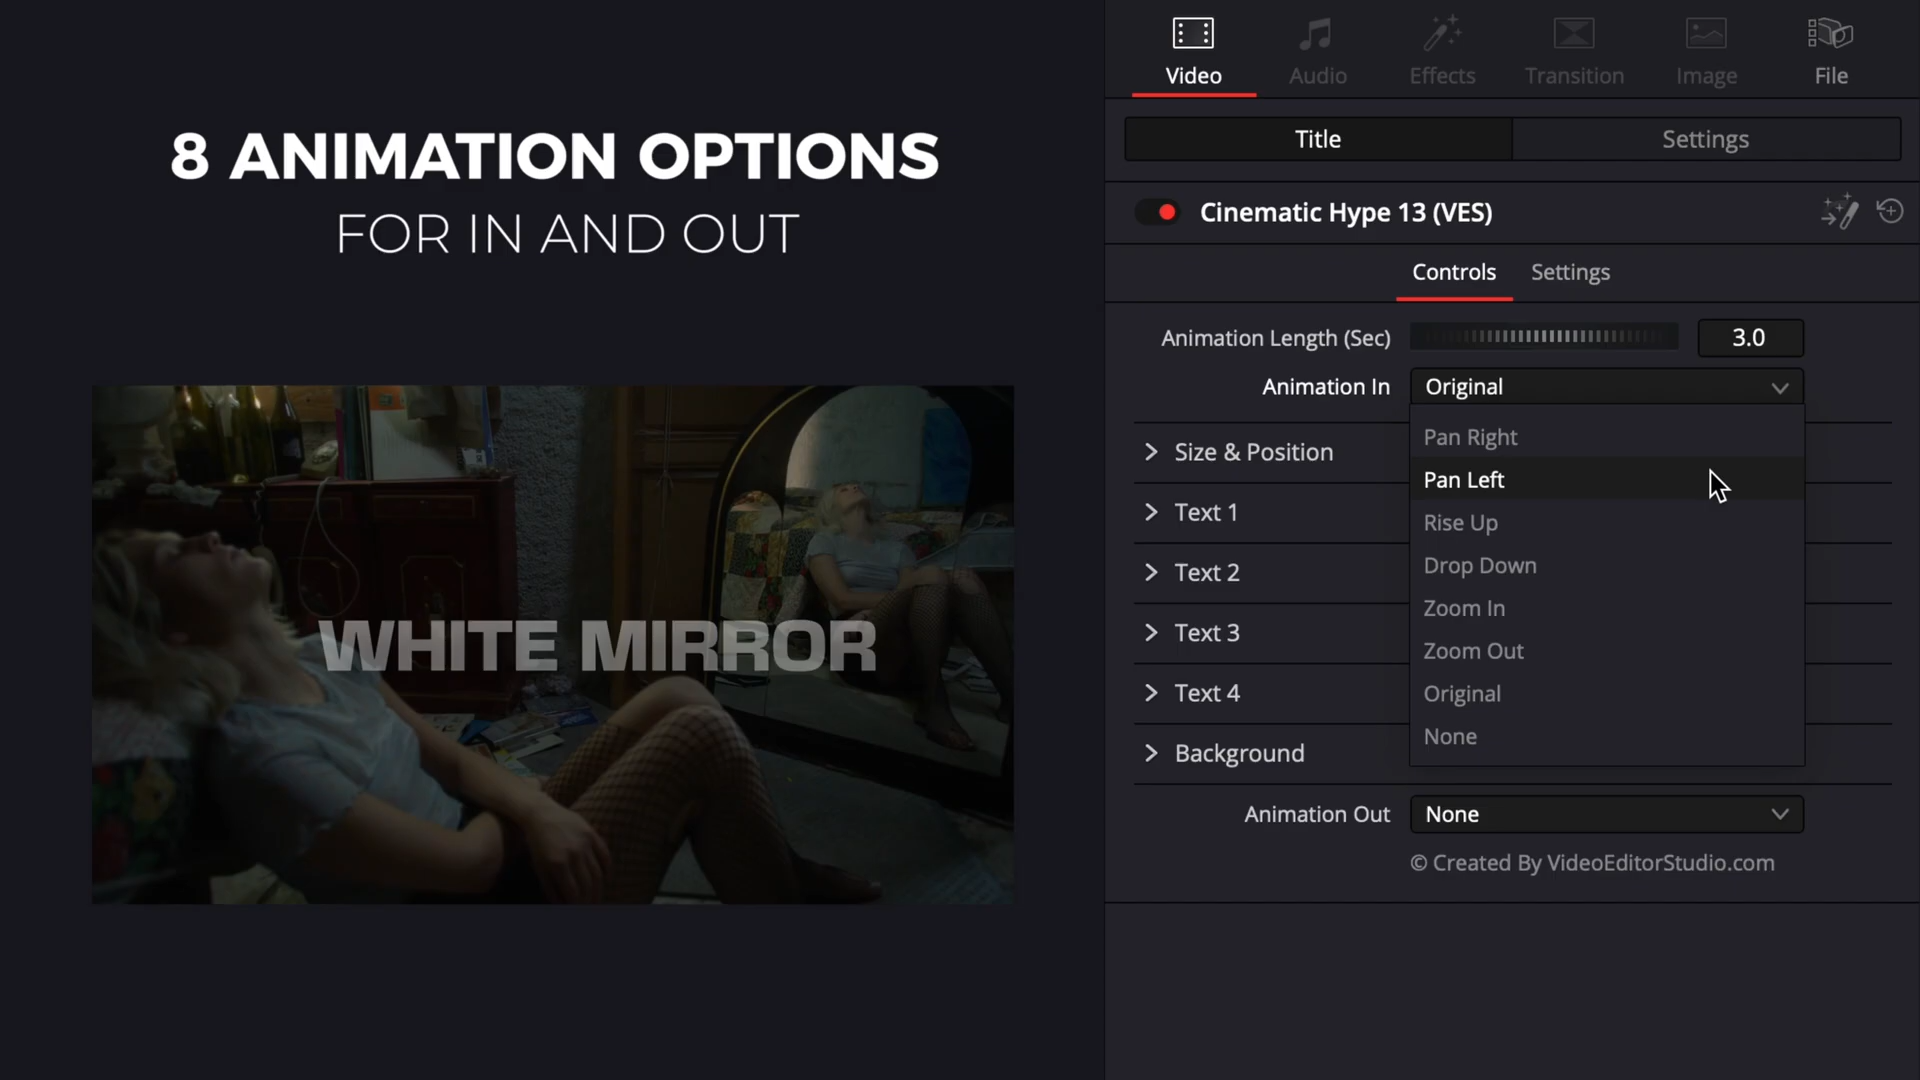 8 ANIMATION OPTIONS
FOR IN AND OUT
WHITE MIRROR
Video
Audio
Effects
Transition
Image
File
Title
Settings
Cinematic Hype 13 (VES)
Controls
Settings
Animation Length (Sec)
3.0
Animation In
Original
Pan Right
Pan Left
Rise Up
Drop Down
Zoom In
Zoom Out
Original
None
Size & Position
Text 1
Text 2
Text 3
Text 4
Background
Animation Out
None
© Created By VideoEditorStudio.com